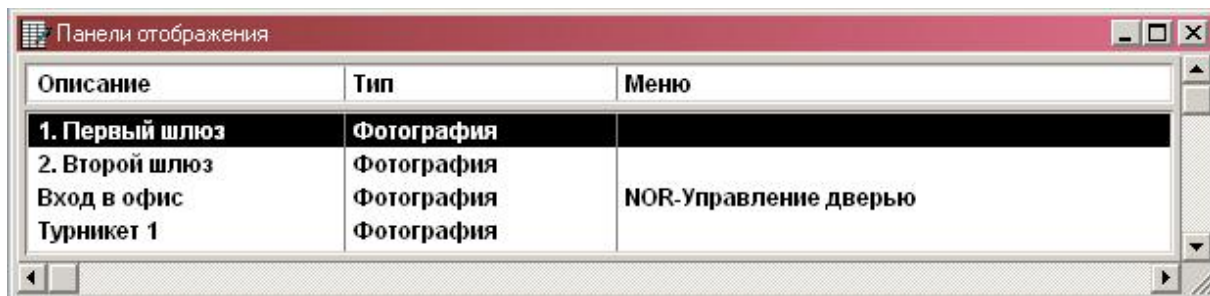 Панели отображения
Описание Тип Меню
1. Первый шлюз Фотография
2. Второй шлюз Фотография
Вход в офис Фотография NOR-Управление дверью
Турникет 1 Фотография